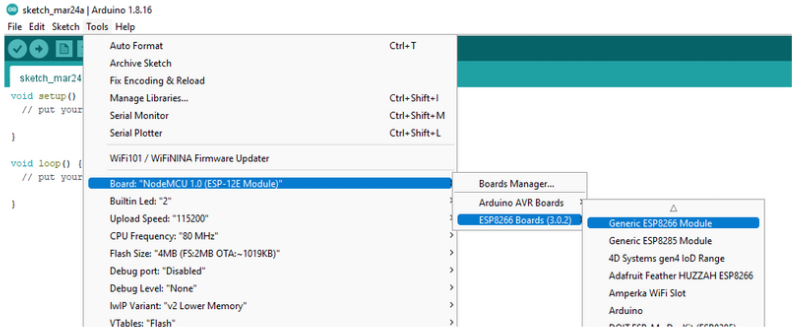 sketch_mar24a | Arduino 1.8.16
File Edit Sketch Tools Help
sketch_mar24
void setup()
// put your
}
void loop() {
// put your
}
Auto Format Ctrl+T
Archive Sketch
Fix Encoding & Reload
Manage Libraries... Ctrl+Shift+I
Serial Monitor Ctrl+Shift+M
Serial Plotter Ctrl+Shift+L
WiFi101 / WiFiNINA Firmware Updater
Board: "NodeMCU 1.0 (ESP-12E Module)"
Builtin Led: "2"
Upload Speed: "115200"
CPU Frequency: "80 MHz"
Flash Size: "4MB (FS:2MB OTA:~1019KB)"
Debug port: "Disabled"
Debug Level: "None"
lwIP Variant: "v2 Lower Memory"
VTables: "Flash"
Boards Manager...
Arduino AVR Boards
ESP8266 Boards (3.0.2)
Generic ESP8266 Module
Generic ESP8285 Module
4D Systems gen4 IoD Range
Adafruit Feather HUZZAH ESP8266
Amperka WiFi Slot
Arduino